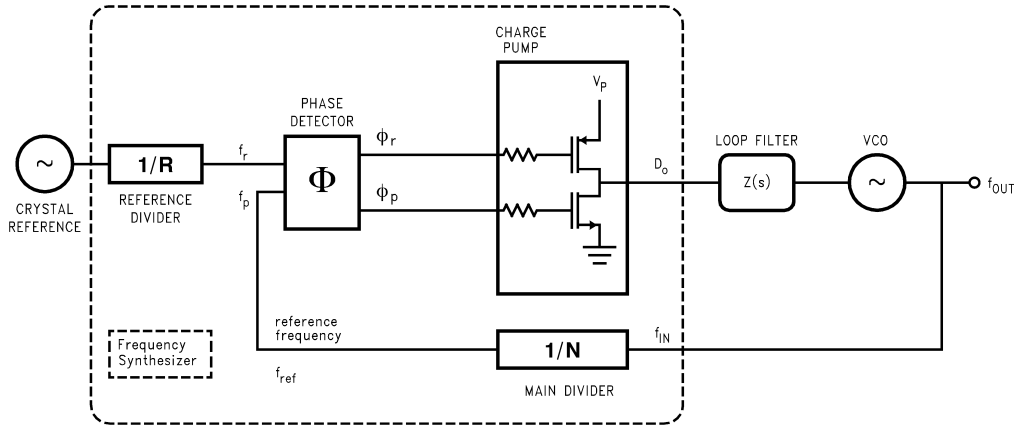 CHARGE
PUMP
V_P
PHASE
DETECTOR
ϕ_r
f_r
1/R
Φ
LOOP FILTER
VCO
D_o
Z(s)
~
~
f_OUT
f_p
ϕ_p
REFERENCE
DIVIDER
CRYSTAL
REFERENCE
reference
frequency
f_IN
Frequency
Synthesizer
1/N
f_ref
MAIN DIVIDER